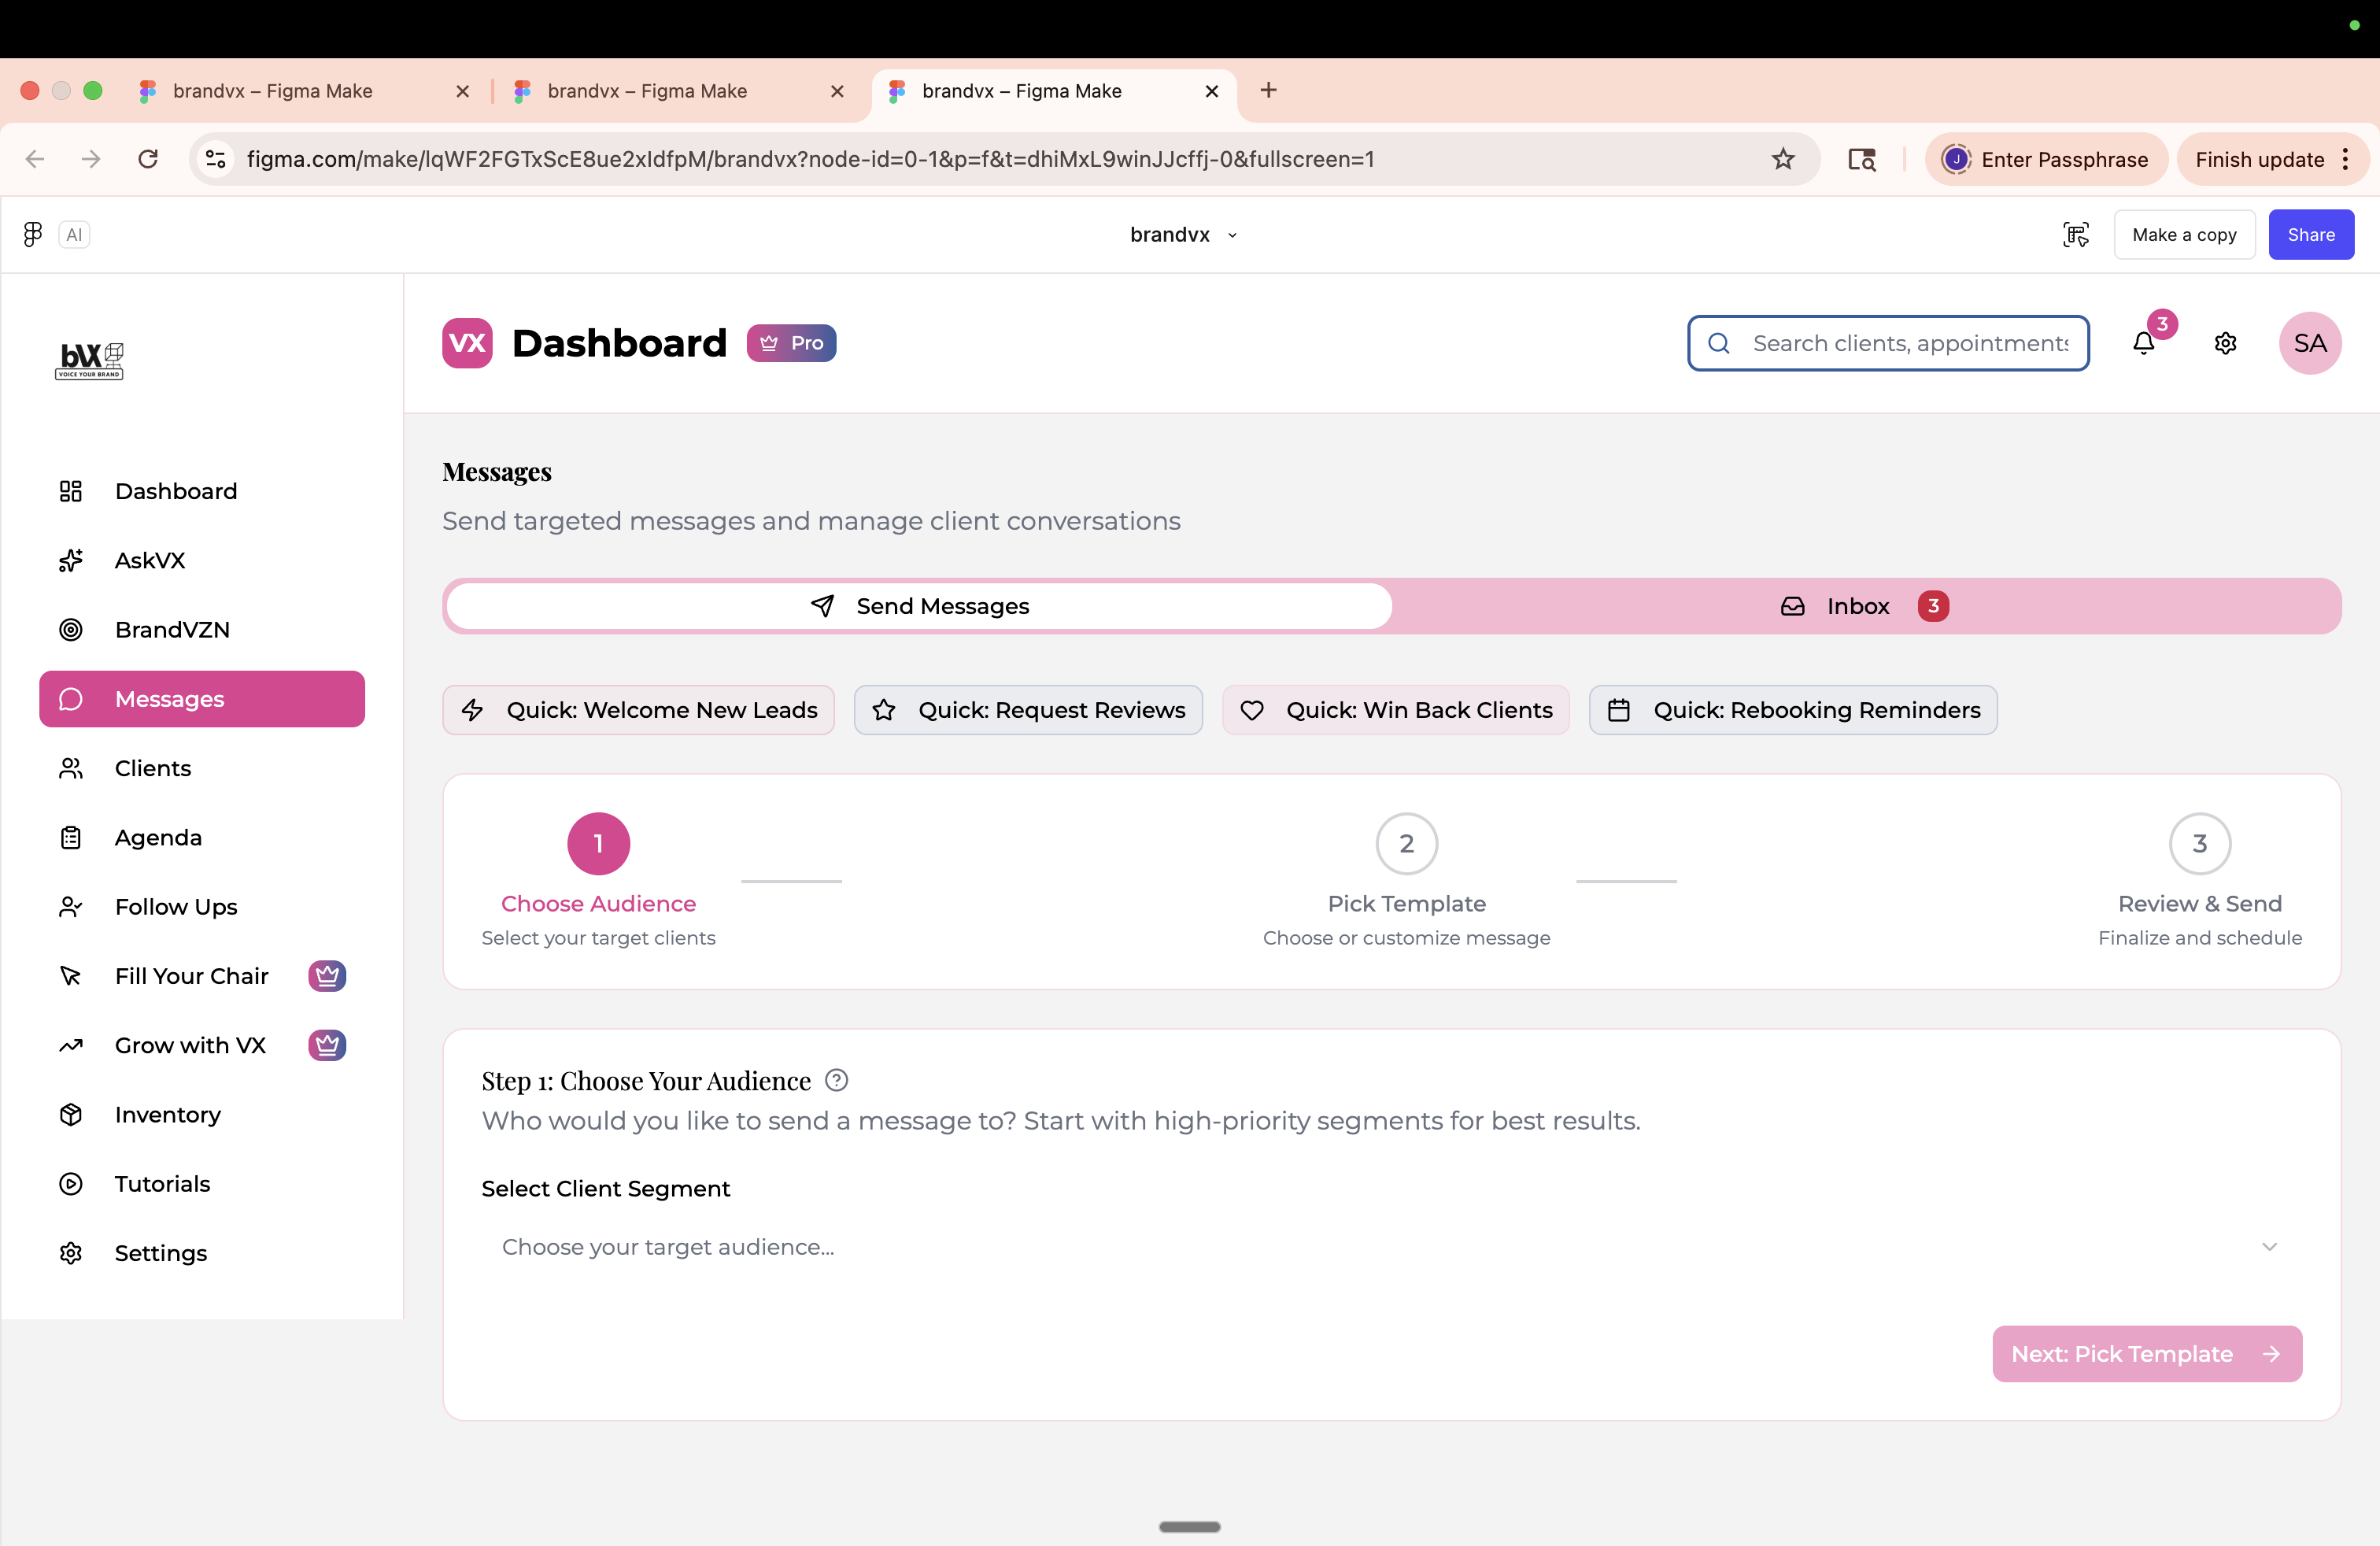 brandvx – Figma Make
brandvx – Figma Make
brandvx – Figma Make
figma.com/make/lqWF2FGTxScE8ue2xIdfpM/brandvx?node-id=0-1&p=f&t=dhiMxL9winJJcffj-0&fullscreen=1
J
Enter Passphrase
Finish update
AI
brandvx
Make a copy
Share
bVX
VOICE YOUR BRAND
VX
Dashboard
Pro
Search clients, appointments
3
SA
Dashboard
AskVX
BrandVZN
Messages
Clients
Agenda
Follow Ups
Fill Your Chair
Grow with VX
Inventory
Tutorials
Settings
Messages
Send targeted messages and manage client conversations
Send Messages
Inbox
3
Quick: Welcome New Leads
Quick: Request Reviews
Quick: Win Back Clients
Quick: Rebooking Reminders
1
Choose Audience
Select your target clients
2
Pick Template
Choose or customize message
3
Review & Send
Finalize and schedule
Step 1: Choose Your Audience
Who would you like to send a message to? Start with high-priority segments for best results.
Select Client Segment
Choose your target audience...
Next: Pick Template